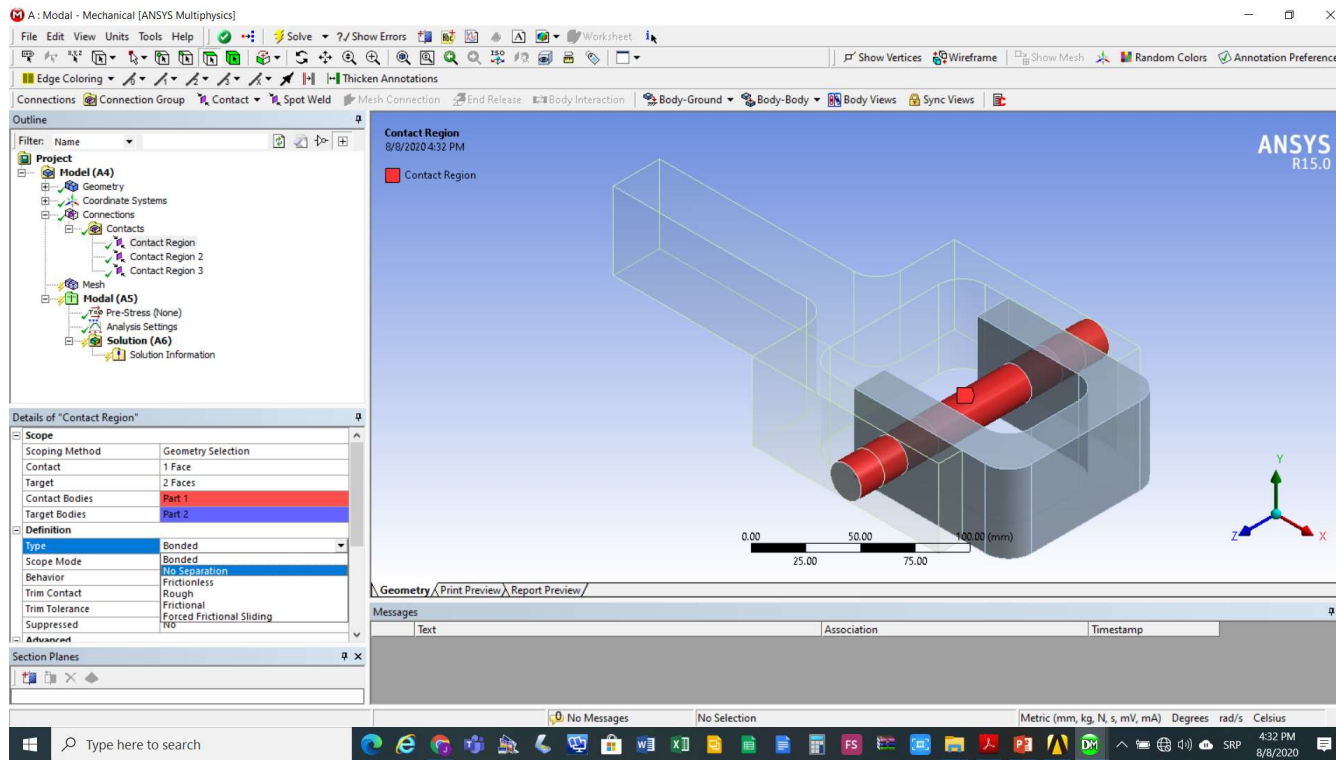 A : Modal - Mechanical [ANSYS Multiphysics]
File Edit View Units Tools Help Solve ?/ Show Errors Worksheet
Show Vertices Wireframe Show Mesh Random Colors Annotation Preference
Edge Coloring Thicken Annotations
Connections Connection Group Contact Spot Weld Mesh Connection End Release Body Interaction Body-Ground Body-Body Body Views Sync Views
Outline
Filter: Name
Project
Model (A4)
Geometry
Coordinate Systems
Connections
Contacts
Contact Region
Contact Region 2
Contact Region 3
Mesh
Modal (A5)
Pre-Stress (None)
Analysis Settings
Solution (A6)
Solution Information
Details of "Contact Region"
Scope
Scoping Method Geometry Selection
Contact 1 Face
Target 2 Faces
Contact Bodies Part 1
Target Bodies Part 2
Definition
Type Bonded
Scope Mode Bonded
No Separation
Behavior Frictionless
Trim Contact Rough
Trim Tolerance Frictional
Forced Frictional Sliding
Suppressed No
Advanced
Section Planes
Contact Region
8/8/2020 4:32 PM
Contact Region
ANSYS
R15.0
Y
Z X
0.00 50.00 100.00 (mm)
25.00 75.00
Geometry Print Preview Report Preview
Messages
Text Association Timestamp
0 No Messages No Selection Metric (mm, kg, N, s, mV, mA) Degrees rad/s Celsius
Type here to search
FS
DM
SRP
4:32 PM
8/8/2020